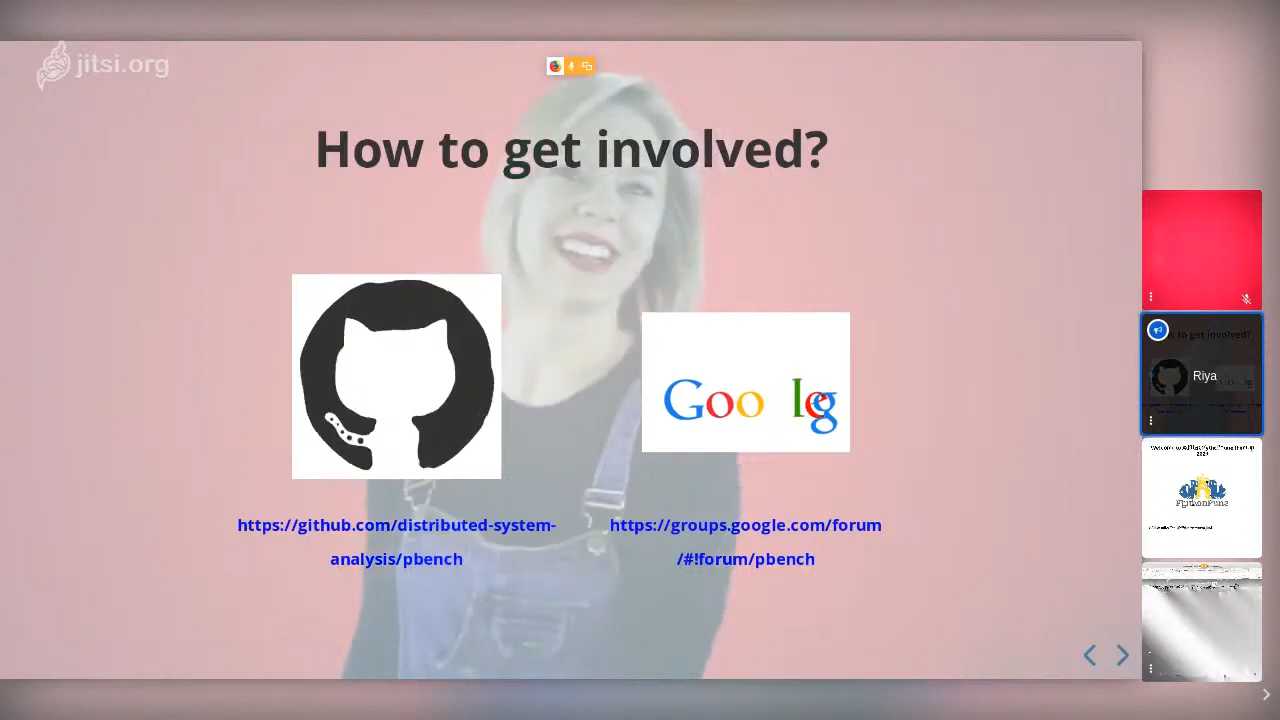 jitsi.org
How to get involved?
Goo leg
https://github.com/distributed-system-
analysis/pbench
https://groups.google.com/forum
/#!forum/pbench
Riya